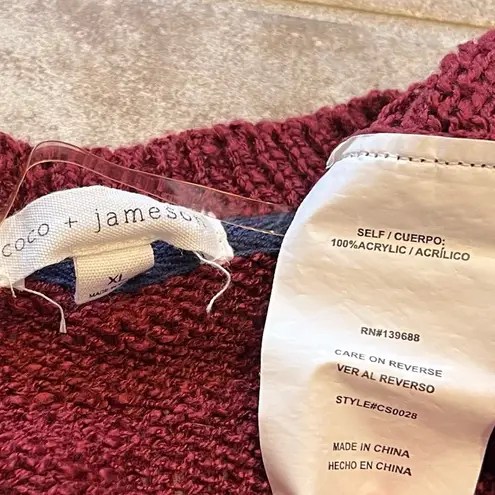 coco + jameson
XL
SELF / CUERPO:
100%ACRYLIC / ACRÍLICO
RN#139688
CARE ON REVERSE
VER AL REVERSO
STYLE#CS0028
MADE IN CHINA
HECHO EN CHINA